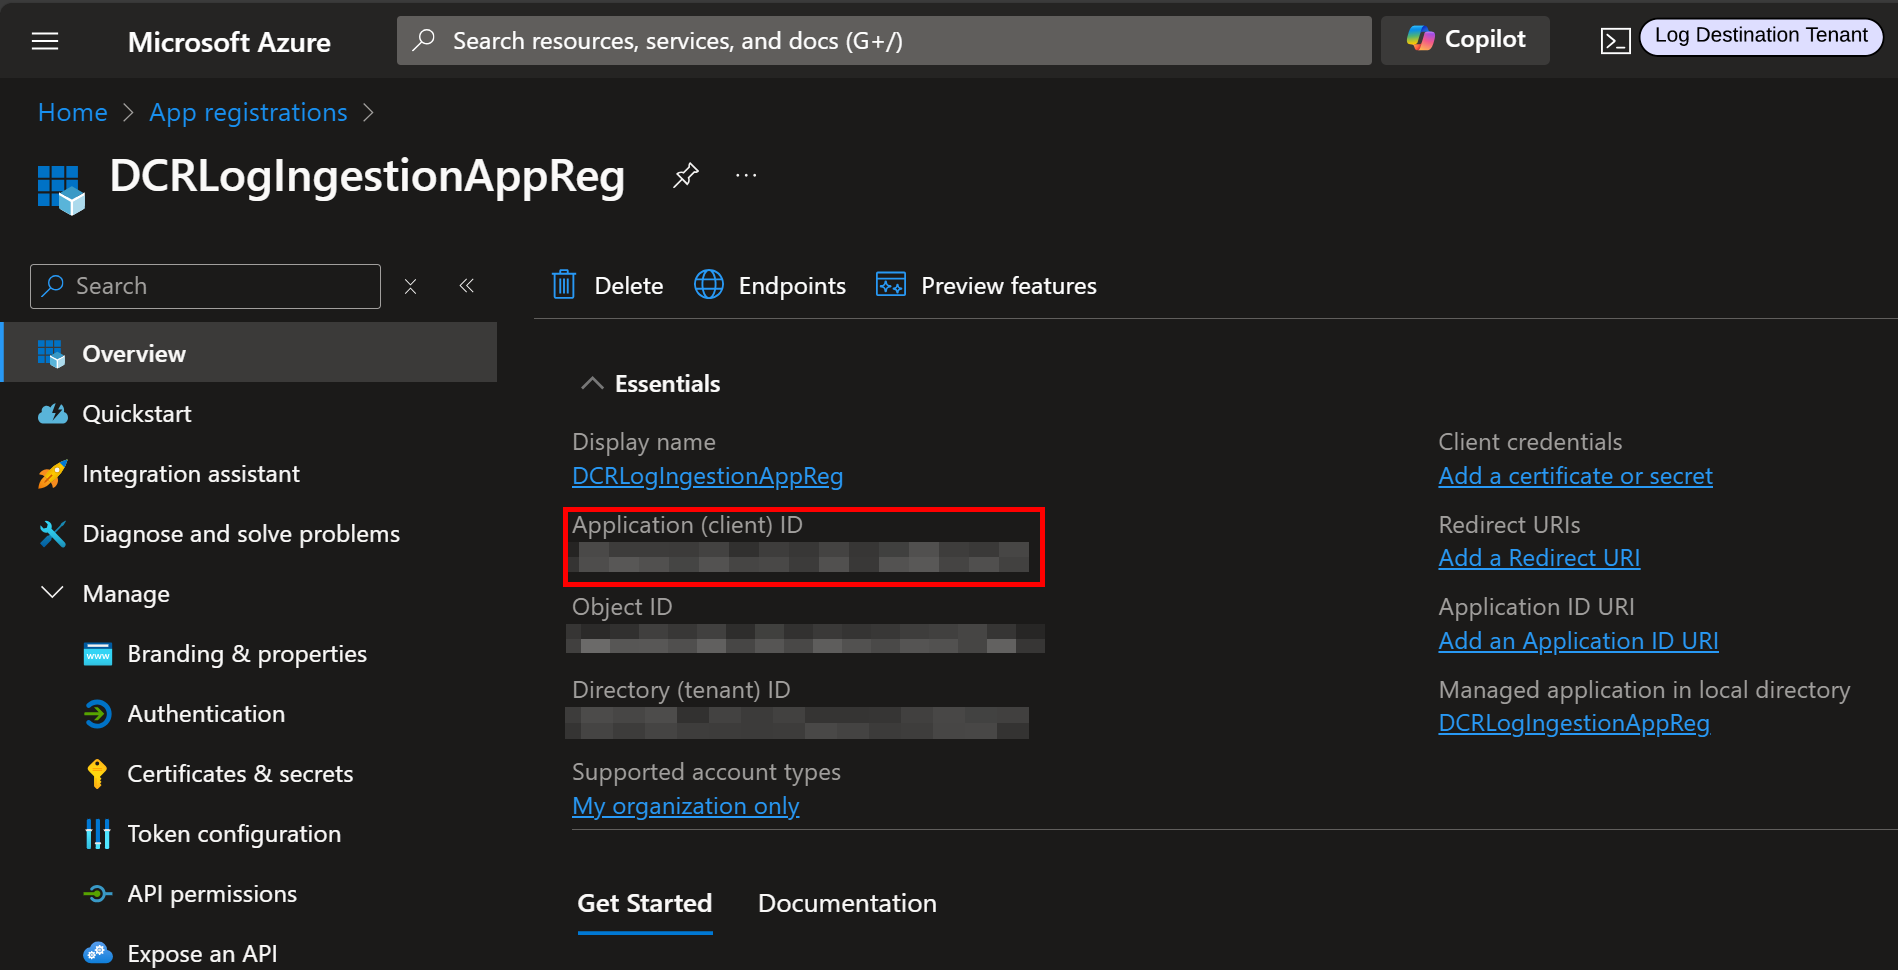 Microsoft Azure
Search resources, services, and docs (G+/)
Copilot
Log Destination Tenant
Home
App registrations
DCRLogIngestionAppReg
Search
Delete
Endpoints
Preview features
Overview
Quickstart
Integration assistant
Diagnose and solve problems
Manage
Branding & properties
Authentication
Certificates & secrets
Token configuration
API permissions
Expose an API
Essentials
Display name
DCRLogIngestionAppReg
Application (client) ID
Object ID
Directory (tenant) ID
Supported account types
My organization only
Client credentials
Add a certificate or secret
Redirect URIs
Add a Redirect URI
Application ID URI
Add an Application ID URI
Managed application in local directory
DCRLogIngestionAppReg
Get Started
Documentation